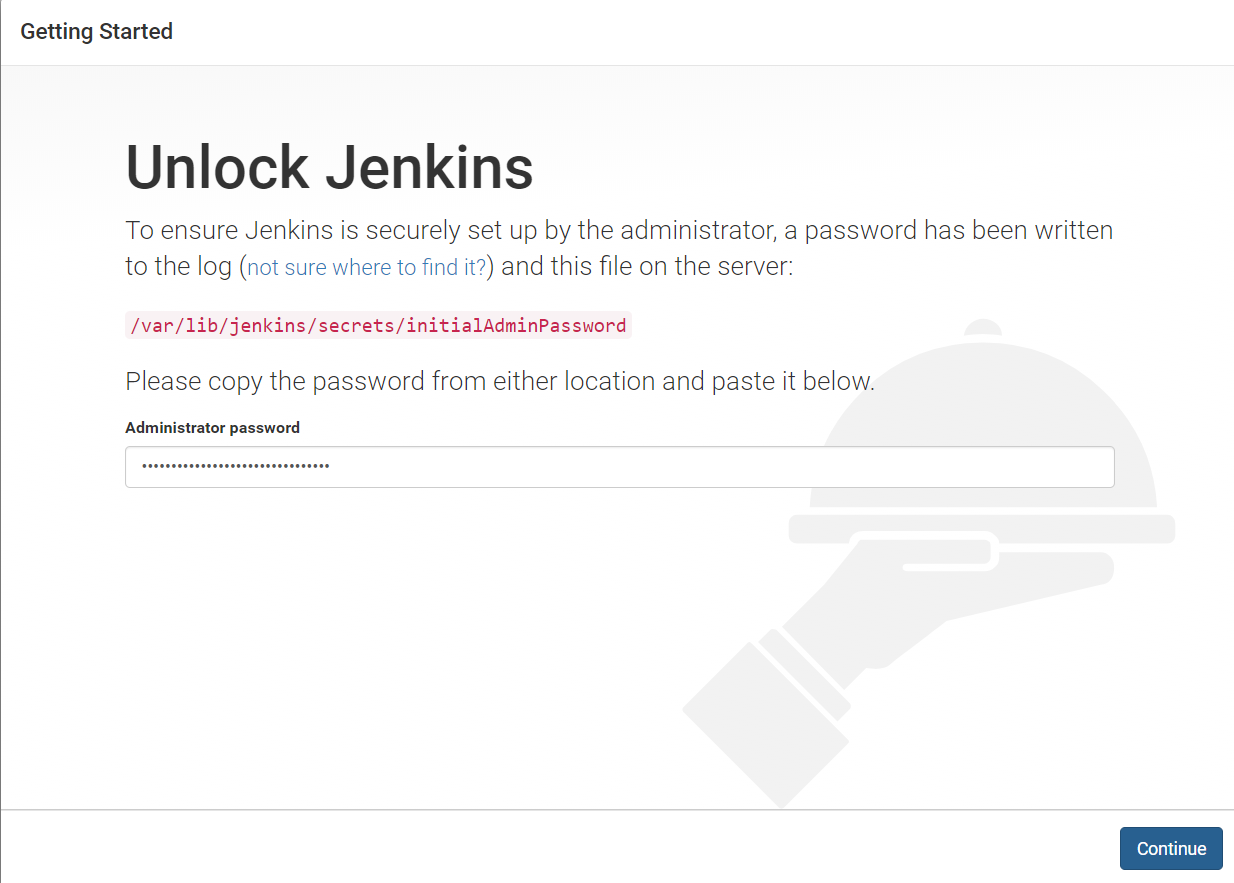 Getting Started
Unlock Jenkins
To ensure Jenkins is securely set up by the administrator, a password has been written
to the log (not sure where to find it?) and this file on the server:
/var/lib/jenkins/secrets/initialAdminPassword
Please copy the password from either location and paste it below.
Administrator password
••••••••••••••••••••••••••••••••
Continue